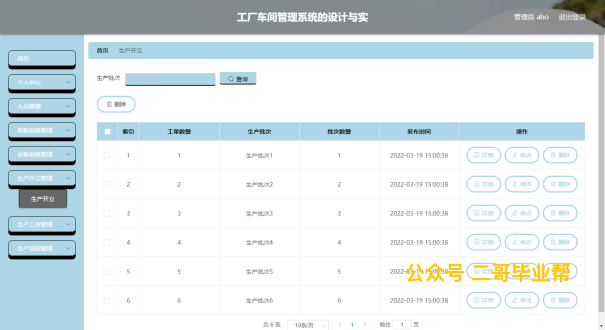 工厂车间管理系统的设计与实
管理员 abo 退出登录
首页
个人中心
人员管理
设备信息管理
生产开立管理
生产开立
生产工序管理
生产流程管理
首页 / 生产开立
生产批次 查询
删除
索引 工单数量 生产批次 批次数量 发布时间 操作
1 1 生产批次1 1 2022-03-19 15:00:38 详情 修改 删除
2 2 生产批次2 2 2022-03-19 15:00:38 详情 修改 删除
3 3 生产批次3 3 2022-03-19 15:00:38 详情 修改 删除
4 4 生产批次4 4 2022-03-19 15:00:38 详情 修改 删除
5 5 生产批次5 5 2022-03-19 15:00:38 详情 修改 删除
公众号 二哥毕业帮
6 6 生产批次6 6 2022-03-19 15:00:38 详情 修改 删除
共 6 条 10条/页 1 前往 1 页